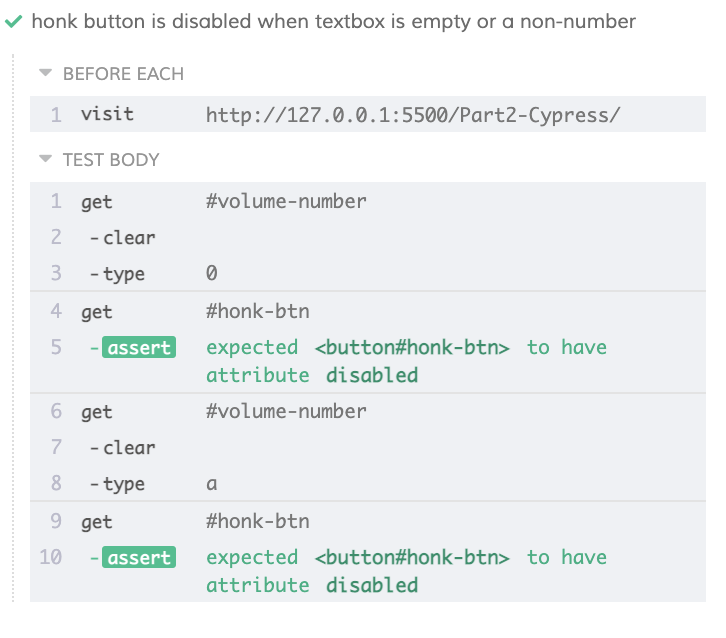 honk button is disabled when textbox is empty or a non-number
BEFORE EACH
1 visit http://127.0.0.1:5500/Part2-Cypress/
TEST BODY
1 get #volume-number
2 -clear
3 -type 0
4 get #honk-btn
5 -assert expected <button#honk-btn> to have
attribute disabled
6 get #volume-number
7 -clear
8 -type a
9 get #honk-btn
10 -assert expected <button#honk-btn> to have
attribute disabled